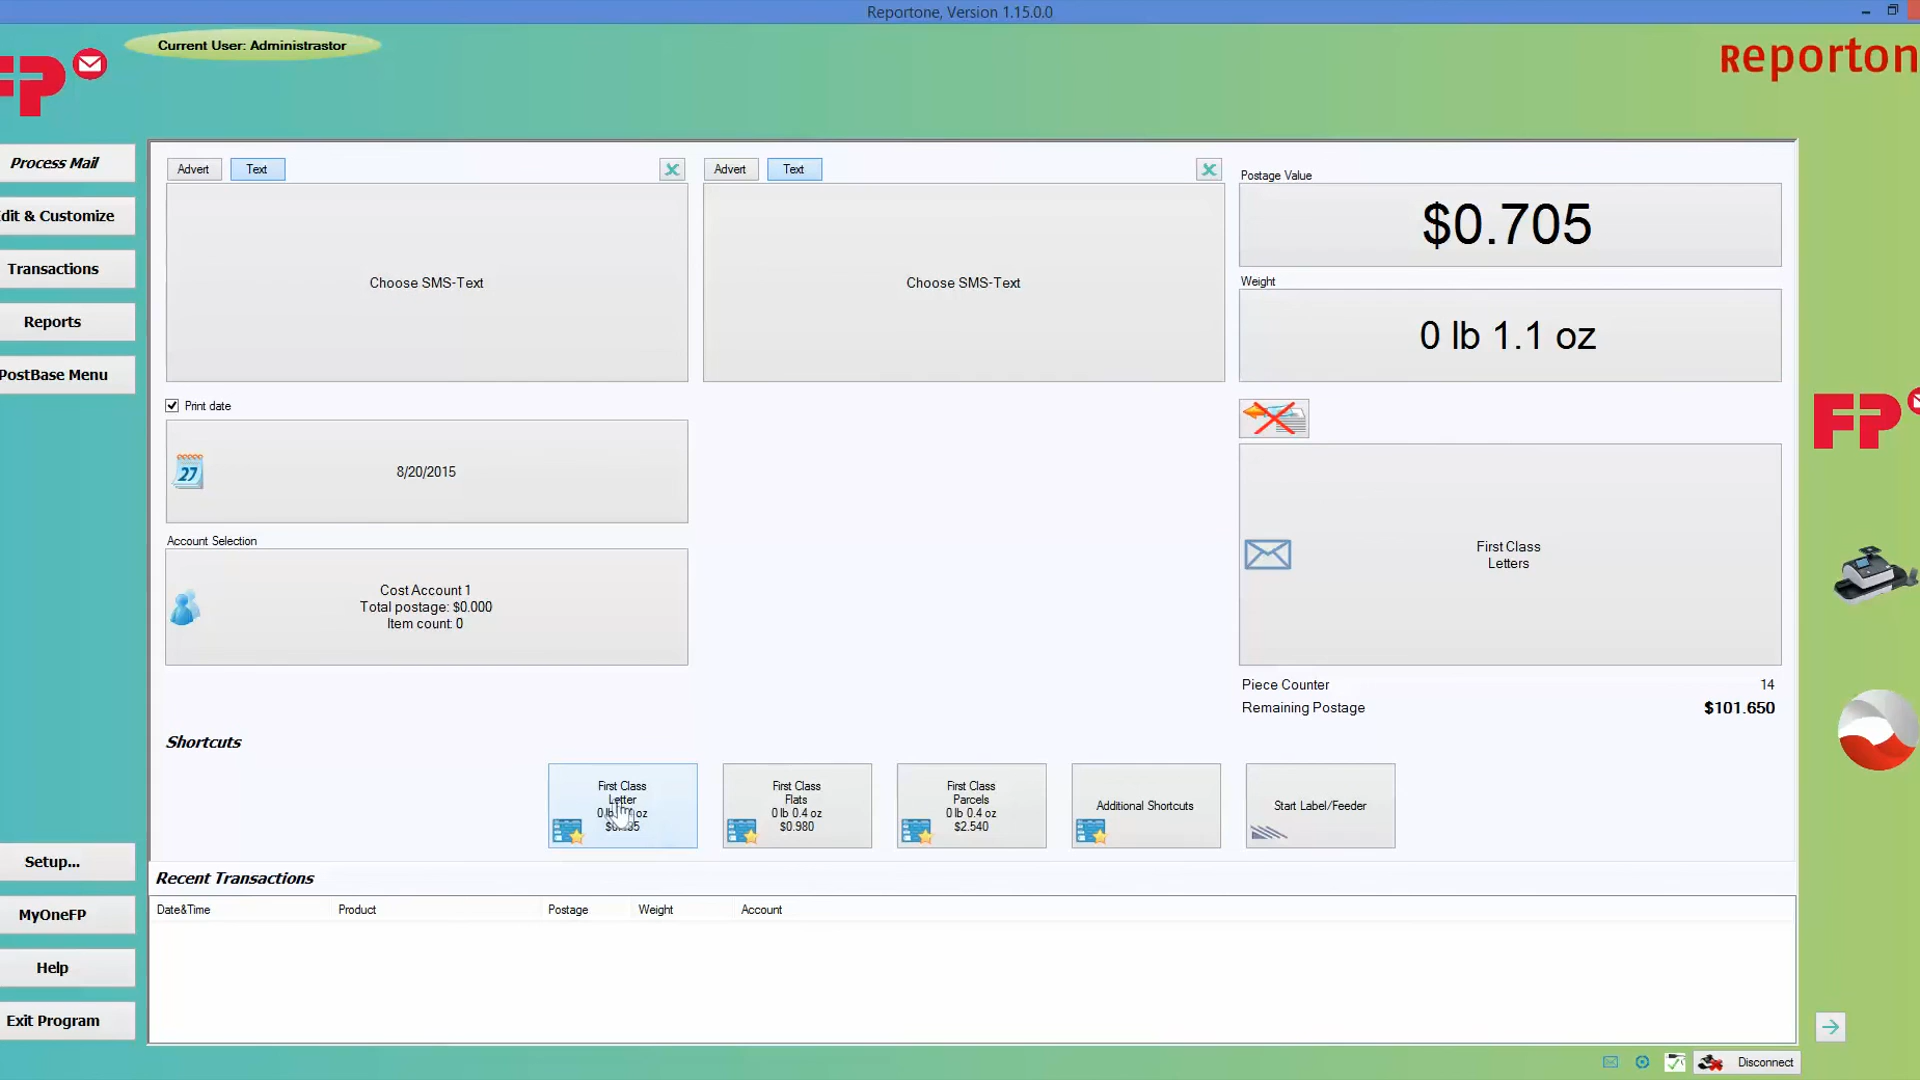 Reportone, Version 1.15.0.0
Current User: Administrastor
FP
Reporton
Process Mail
dit & Customize
Transactions
Reports
PostBase Menu
Setup...
MyOneFP
Help
Exit Program
Advert
Text
Choose SMS-Text
Advert
Text
Choose SMS-Text
Postage Value
$0.705
Weight
0 lb 1.1 oz
Print date
27
8/20/2015
Account Selection
Cost Account 1
Total postage: $0.000
Item count: 0
First Class
Letters
Piece Counter 14
Remaining Postage $101.650
FP
Shortcuts
First Class
Letter
oz
First Class
Flats
0 lb 0.4 oz
$0.980
First Class
Parcels
0 lb 0.4 oz
$2.540
Additional Shortcuts
Start Label/Feeder
Recent Transactions
Date&Time Product Postage Weight Account
Disconnect